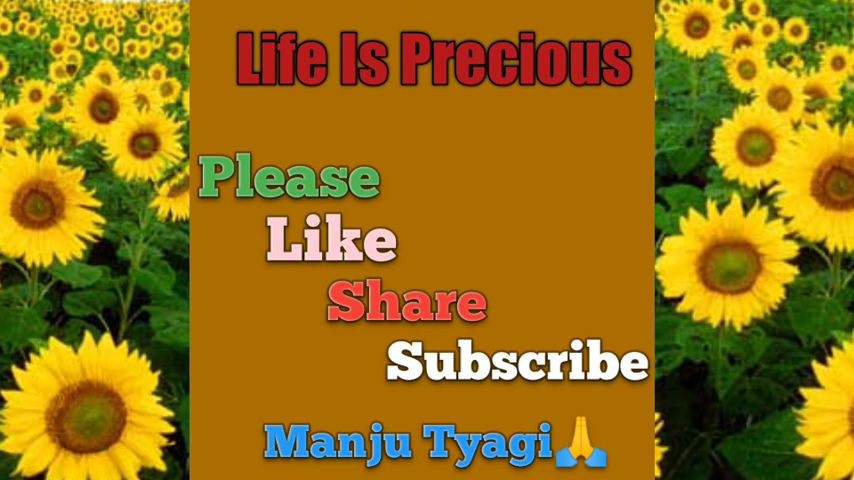 Life Is Precious
Please
Like
Share
Subscribe
Manju Tyagi🙏